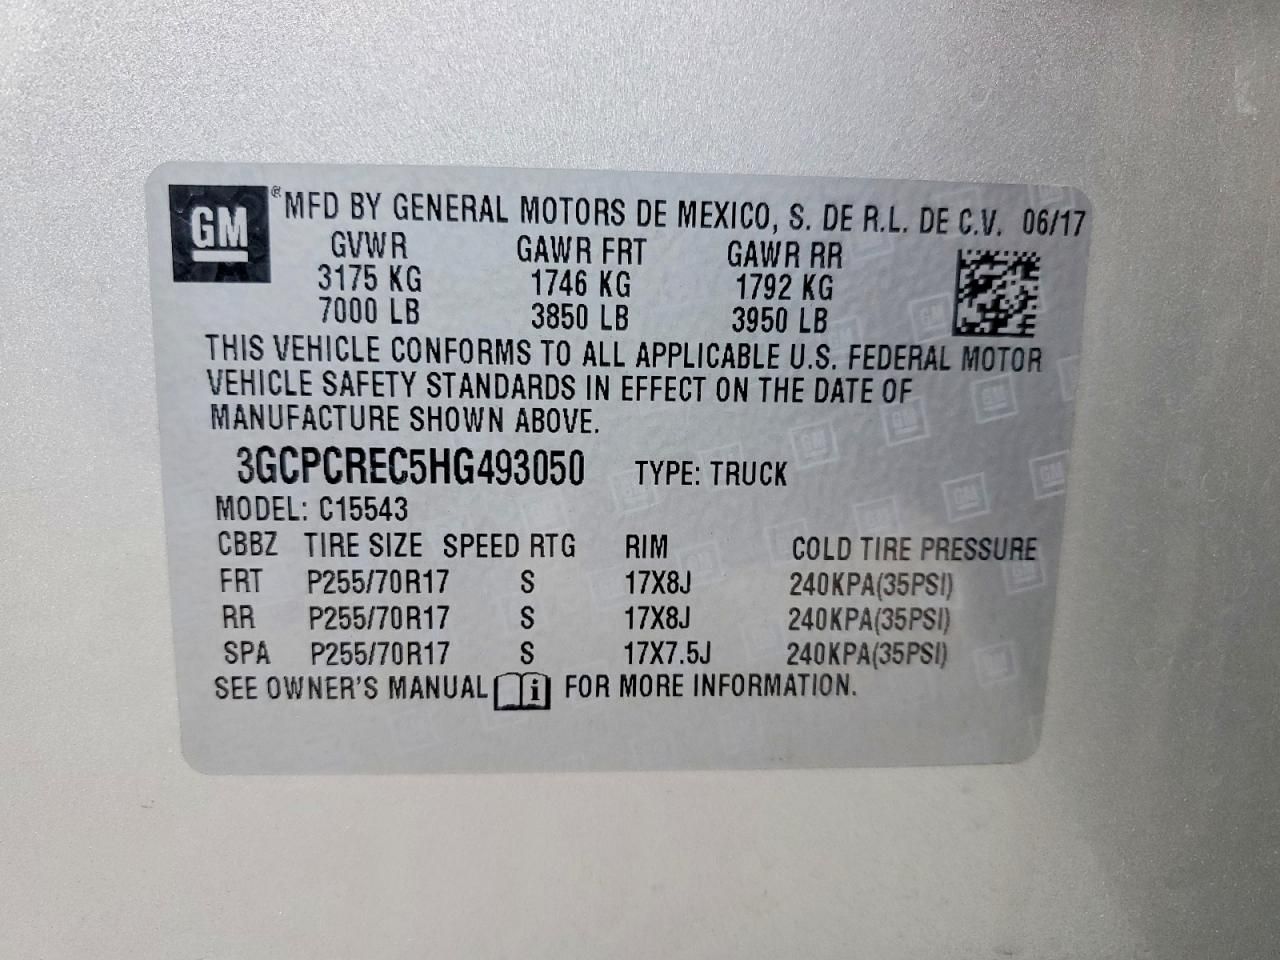 GM ® MFD BY GENERAL MOTORS DE MEXICO, S. DE R.L. DE C.V. 06/17
GVWR GAWR FRT GAWR RR
3175 KG 1746 KG 1792 KG
7000 LB 3850 LB 3950 LB
THIS VEHICLE CONFORMS TO ALL APPLICABLE U.S. FEDERAL MOTOR
VEHICLE SAFETY STANDARDS IN EFFECT ON THE DATE OF
MANUFACTURE SHOWN ABOVE.
3GCPCREC5HG493050 TYPE: TRUCK
MODEL: C15543
CBBZ TIRE SIZE SPEED RTG RIM COLD TIRE PRESSURE
FRT P255/70R17 S 17X8J 240KPA(35PSI)
RR P255/70R17 S 17X8J 240KPA(35PSI)
SPA P255/70R17 S 17X7.5J 240KPA(35PSI)
SEE OWNER'S MANUAL i FOR MORE INFORMATION.